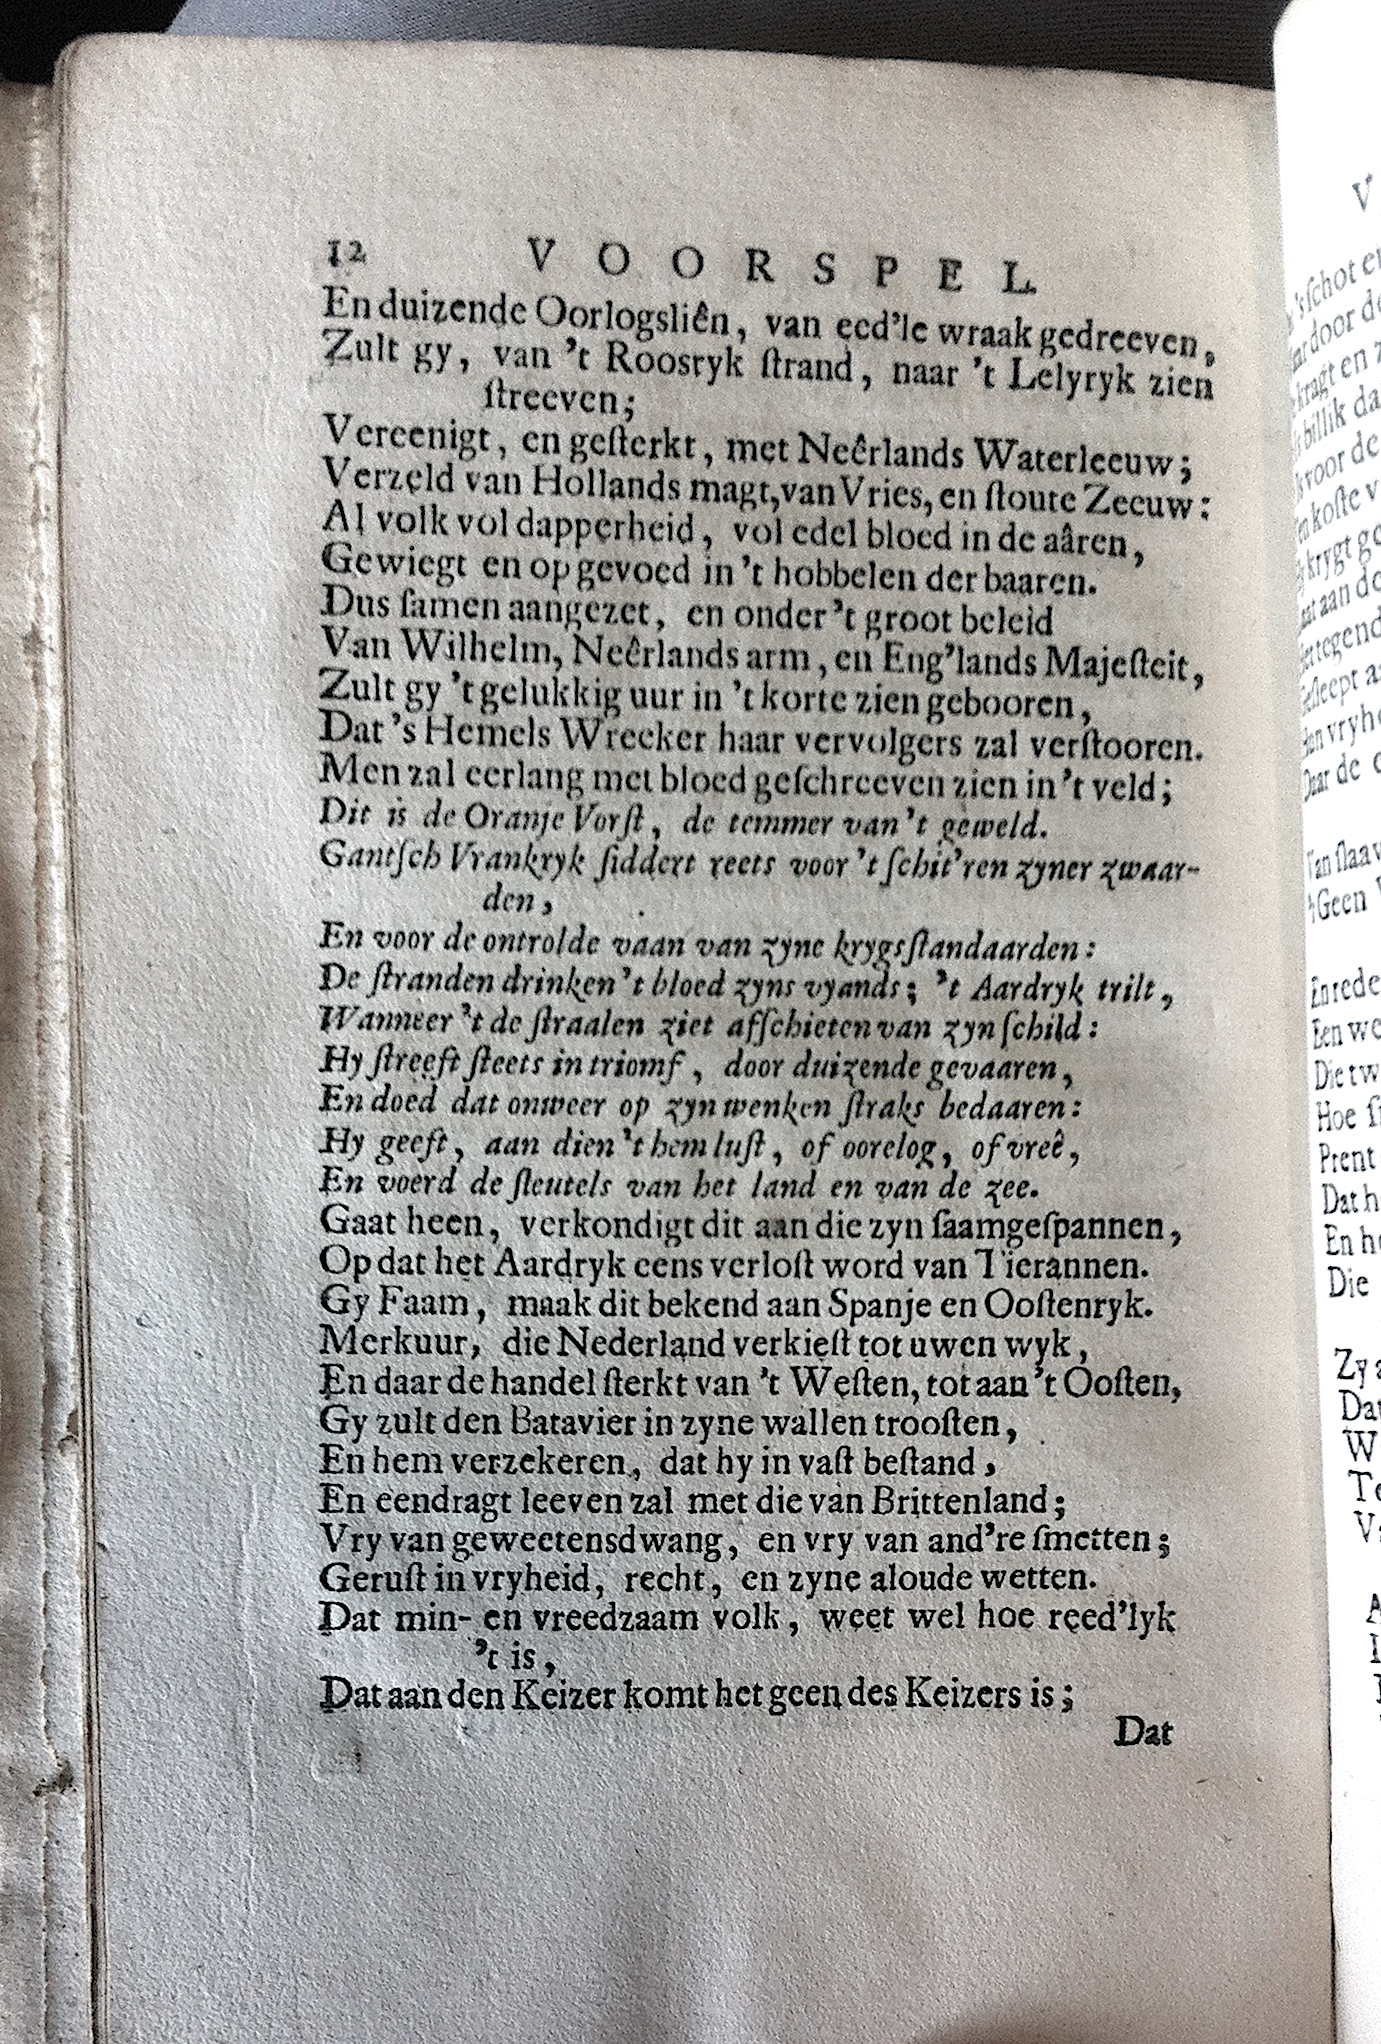 12 VOORSPEL
En duizende Oorlogsliên, van eed'le wraak gedreeven,
Zult gy, van 't Roosryk ſtrand, naar 't Lelyryk zien
ſtreeven;
Vereenigt, en geſterkt, met Neêrlands Waterleeuw;
Verzeld van Hollands magt, van Vries, en ſtoute Zeeuw:
Al volk vol dapperheid, vol edel bloed in de aâren,
Gewiegt en opgevoed in 't hobbelen der baaren.
Dus ſamen aangezet, en onder 't groot beleid
Van Wilhelm, Neêrlands arm, en Eng'lands Majeſteit,
Zult gy 't gelukkig uur in 't korte zien gebooren,
Dat 's Hemels Wreeker haar vervolgers zal verſtooren.
Men zal eerlang met bloed geſchreeven zien in 't veld;
Dit is de Oranje Vorſt, de temmer van 't geweld.
Gantſch Vrankryk ſiddert reets voor 't ſchit'ren zyner zwaar-
den,
En voor de ontrolde vaan van zyne krygsſtandaarden:
De ſtranden drinken 't bloed zyns vyands; 't Aardryk trilt,
Wanneer 't de ſtraalen ziet afſchieten van zyn ſchild:
Hy ſtreeft ſteets in triomf, door duizende gevaaren,
En doed dat onweer op zyn wenken ſtraks bedaaren:
Hy geeft, aan dien 't hem luſt, of oorelog, of vreê,
En voerd de ſleutels van het land en van de zee.
Gaat heen, verkondigt dit aan die zyn ſaamgeſpannen,
Op dat het Aardryk eens verloſt word van Tierannen.
Gy Faam, maak dit bekend aan Spanje en Ooſtenryk.
Merkuur, die Nederland verkieſt tot uwen wyk,
En daar de handel ſterkt van 't Weſten, tot aan 't Ooſten,
Gy zult den Batavier in zyne wallen trooſten,
En hem verzekeren, dat hy in vaſt beſtand,
En eendragt leeven zal met die van Brittenland;
Vry van geweetensdwang, en vry van and're ſmetten;
Geruſt in vryheid, recht, en zyne aloude wetten.
Dat min- en vreedzaam volk, weet wel hoe reed'lyk
't is,
Dat aan den Keizer komt het geen des Keizers is;
Dat